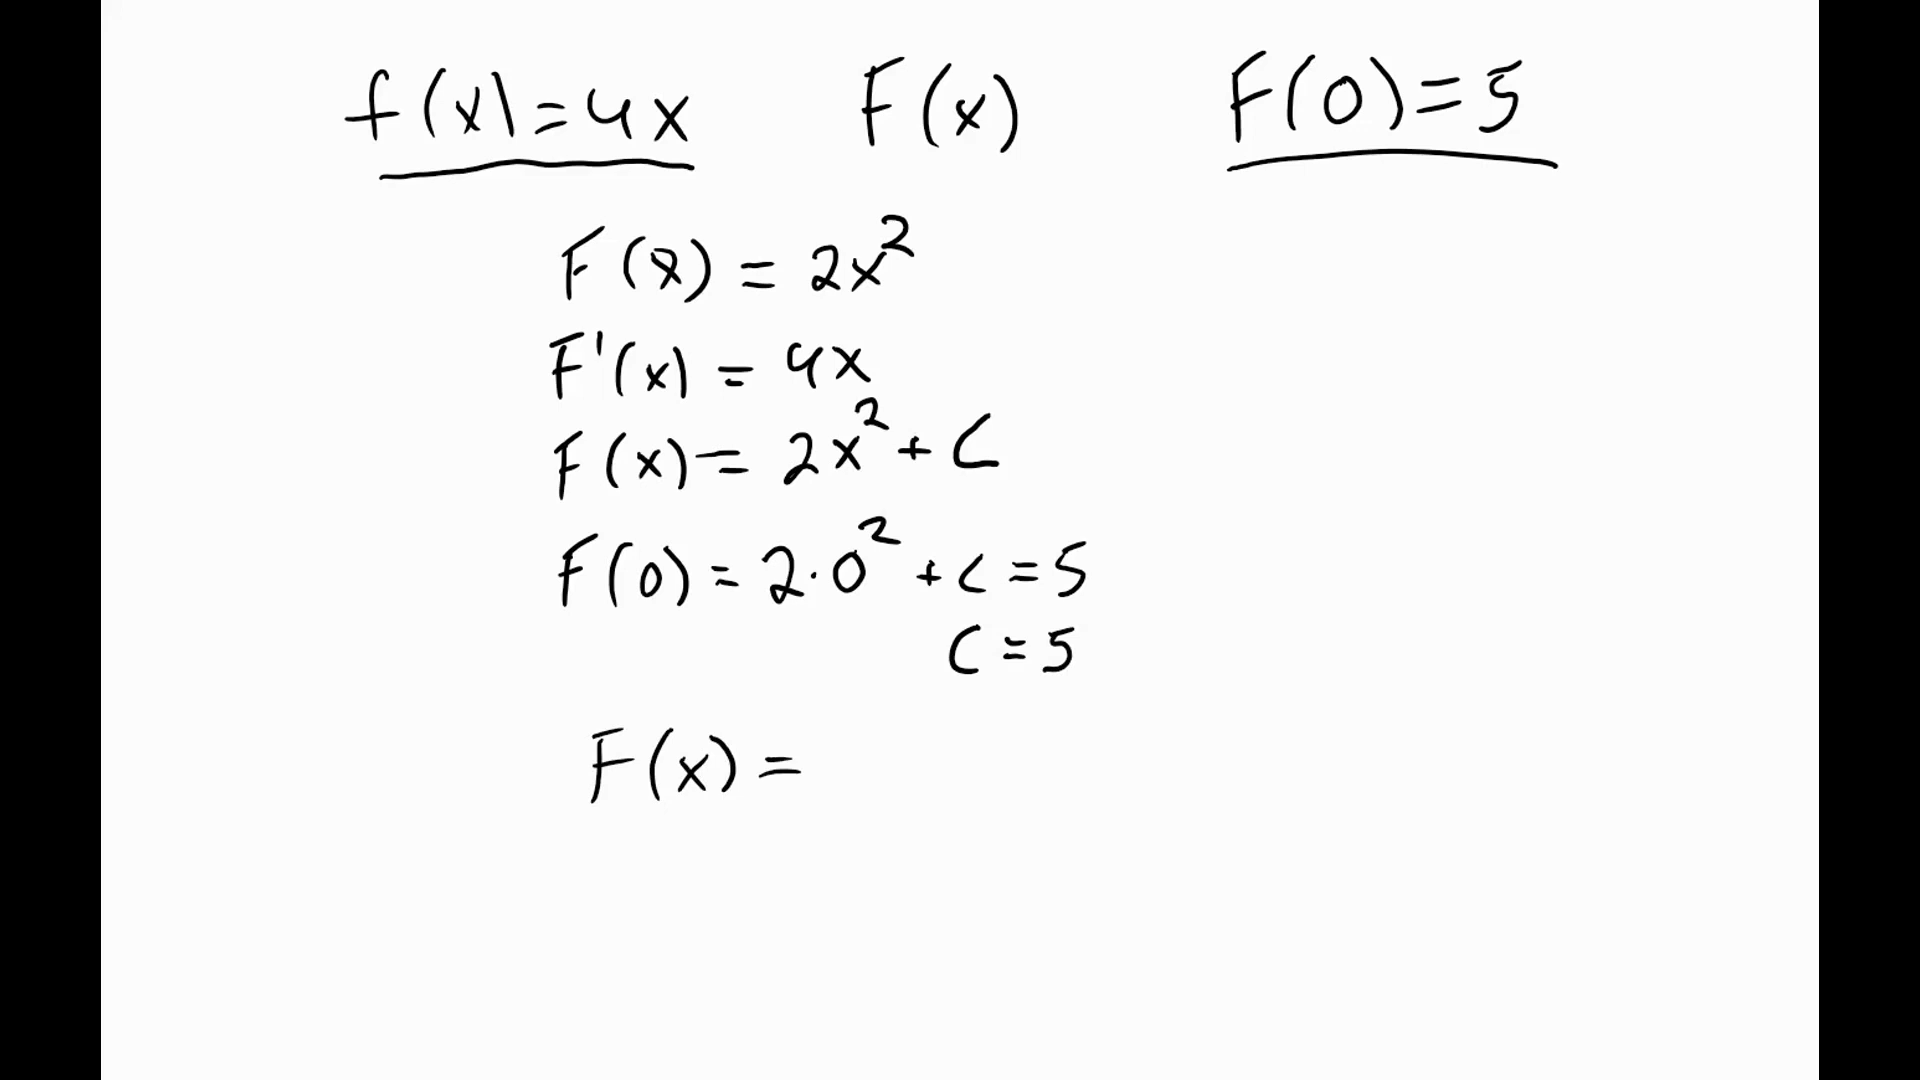 f(x)=4x F(x) F(0)=5
F(x) = 2x²
F'(x) = 4x
F(x) = 2x² + C
F(0) = 2·0² + C = 5
C = 5
F(x) =